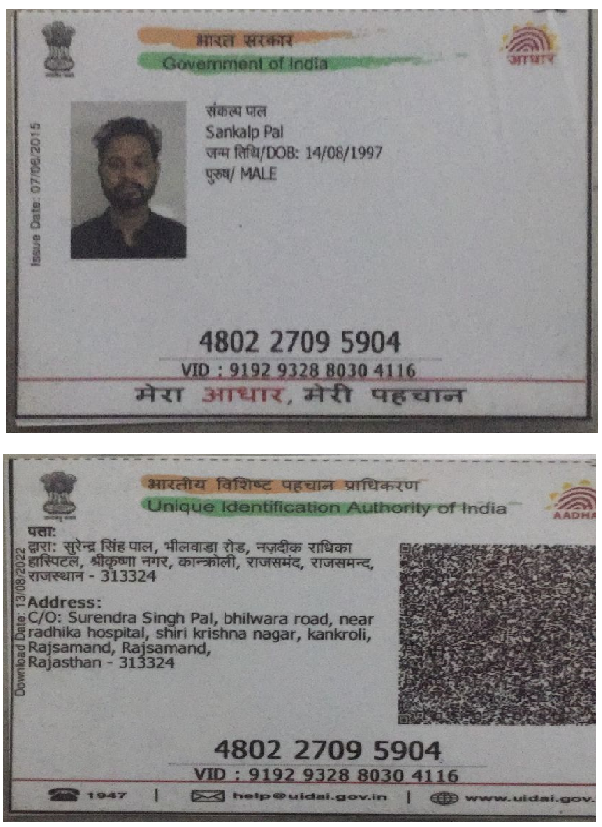 भारत सरकार
Government of India
आधार
Issue Date: 07/06/2015
संकल्प पाल
Sankalp Pal
जन्म तिथि/DOB: 14/08/1997
पुरुष/ MALE
4802 2709 5904
VID : 9192 9328 8030 4116
मेरा आधार, मेरी पहचान
भारतीय विशिष्ट पहचान प्राधिकरण
Unique Identification Authority of India
AADHA
Download Date: 13/08/2022
पता:
द्वारा: सुरेन्द्र सिंह पाल, भीलवाडा रोड, नज़दीक राधिका
हास्पिटल, श्रीकृष्णा नगर, कान्क्रोली, राजसमंद, राजसमन्द,
राजस्थान - 313324
Address:
C/O: Surendra Singh Pal, bhilwara road, near
radhika hospital, shiri krishna nagar, kankroli,
Rajsamand, Rajsamand,
Rajasthan - 313324
4802 2709 5904
VID : 9192 9328 8030 4116
1947 | help@uidai.gov.in | www.uidai.gov.